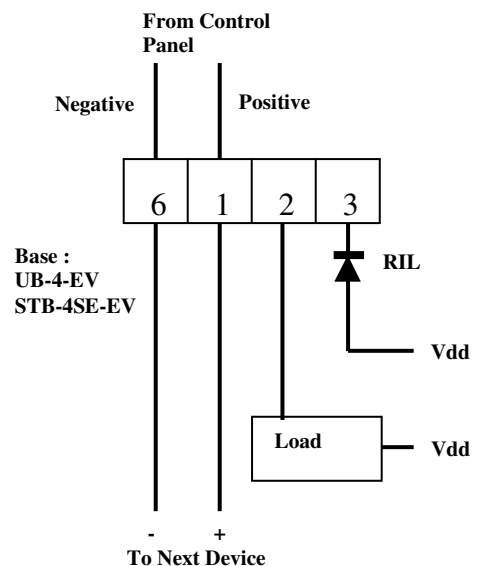 From Control
Panel
Negative
Positive
6 1 2 3
Base :
UB-4-EV
STB-4SE-EV
RIL
Vdd
Load
Vdd
- +
To Next Device